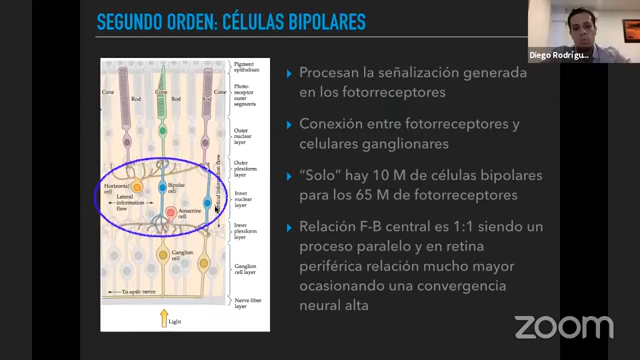 SEGUNDO ORDEN: CÉLULAS BIPOLARES
Diego Rodrígu...
Pigment
epithelium
Cone
Rod
Cone
Rod
Cone
Photo-
receptor
outer
segments
Outer
nuclear
layer
Outer
plexiform
layer
Horizontal
cell
Bipolar
cell
Lateral
information
flow
Amacrine
cell
information flow
Inner
nuclear
layer
Inner
plexiform
layer
Ganglion
cell
Ganglion
cell layer
To optic nerve
Nerve fiber
layer
Light
Procesan la señalización generada
en los fotorreceptores
Conexión entre fotorreceptores y
celulares ganglionares
"Solo" hay 10 M de células bipolares
para los 65 M de fotorreceptores
Relación F-B central es 1:1 siendo un
proceso paralelo y en retina
periférica relación mucho mayor
ocasionando una convergencia
neural alta
zoom